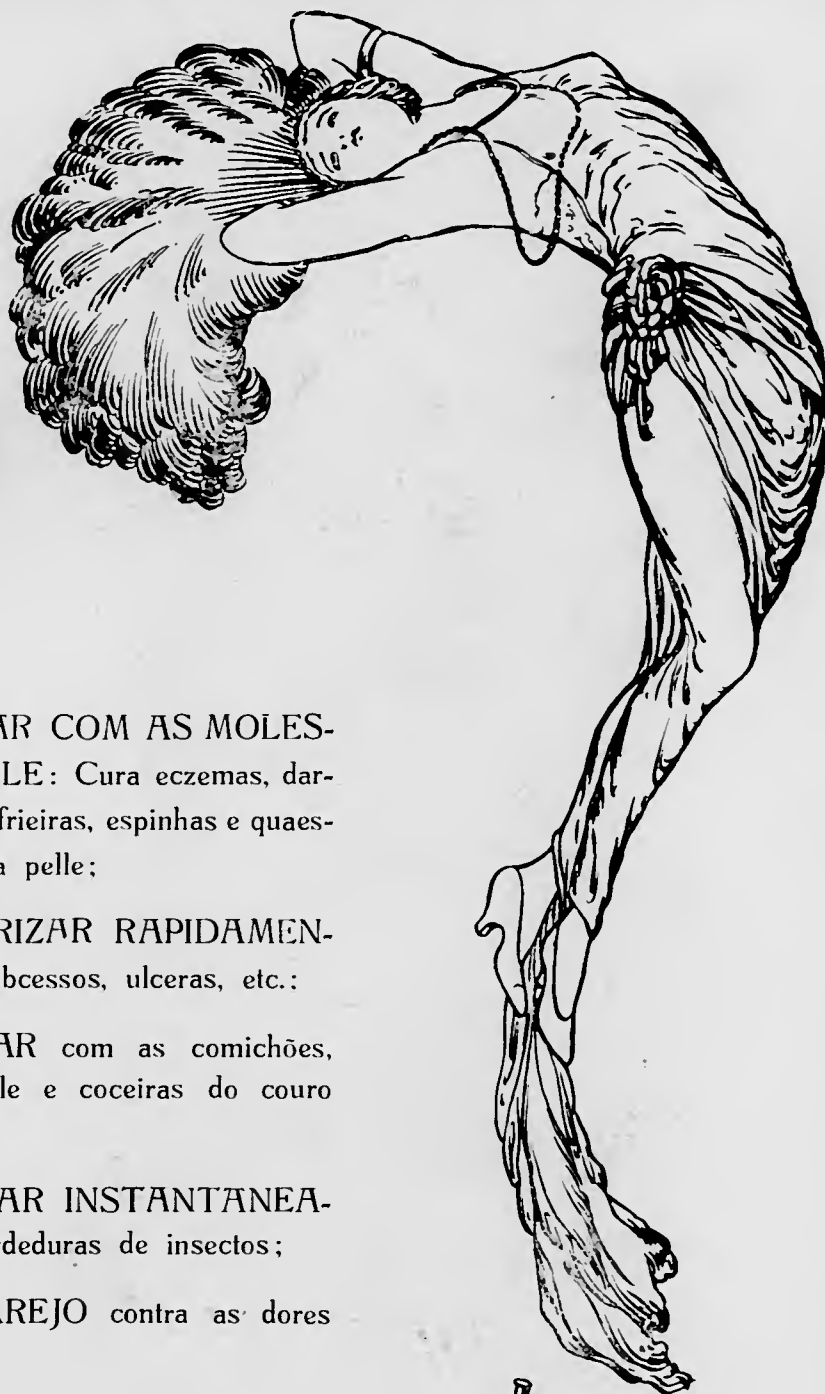 AR COM AS MOLES-
LE: Cura eczemas, dar-
frieiras, espinhas e quaes-
a pelle;
RIZAR RAPIDAMEN-
bcessos, ulceras, etc.:
AR com as comichões,
le e coceiras do couro
AR INSTANTANEA-
rdeduras de insectos;
AREJO contra as dores